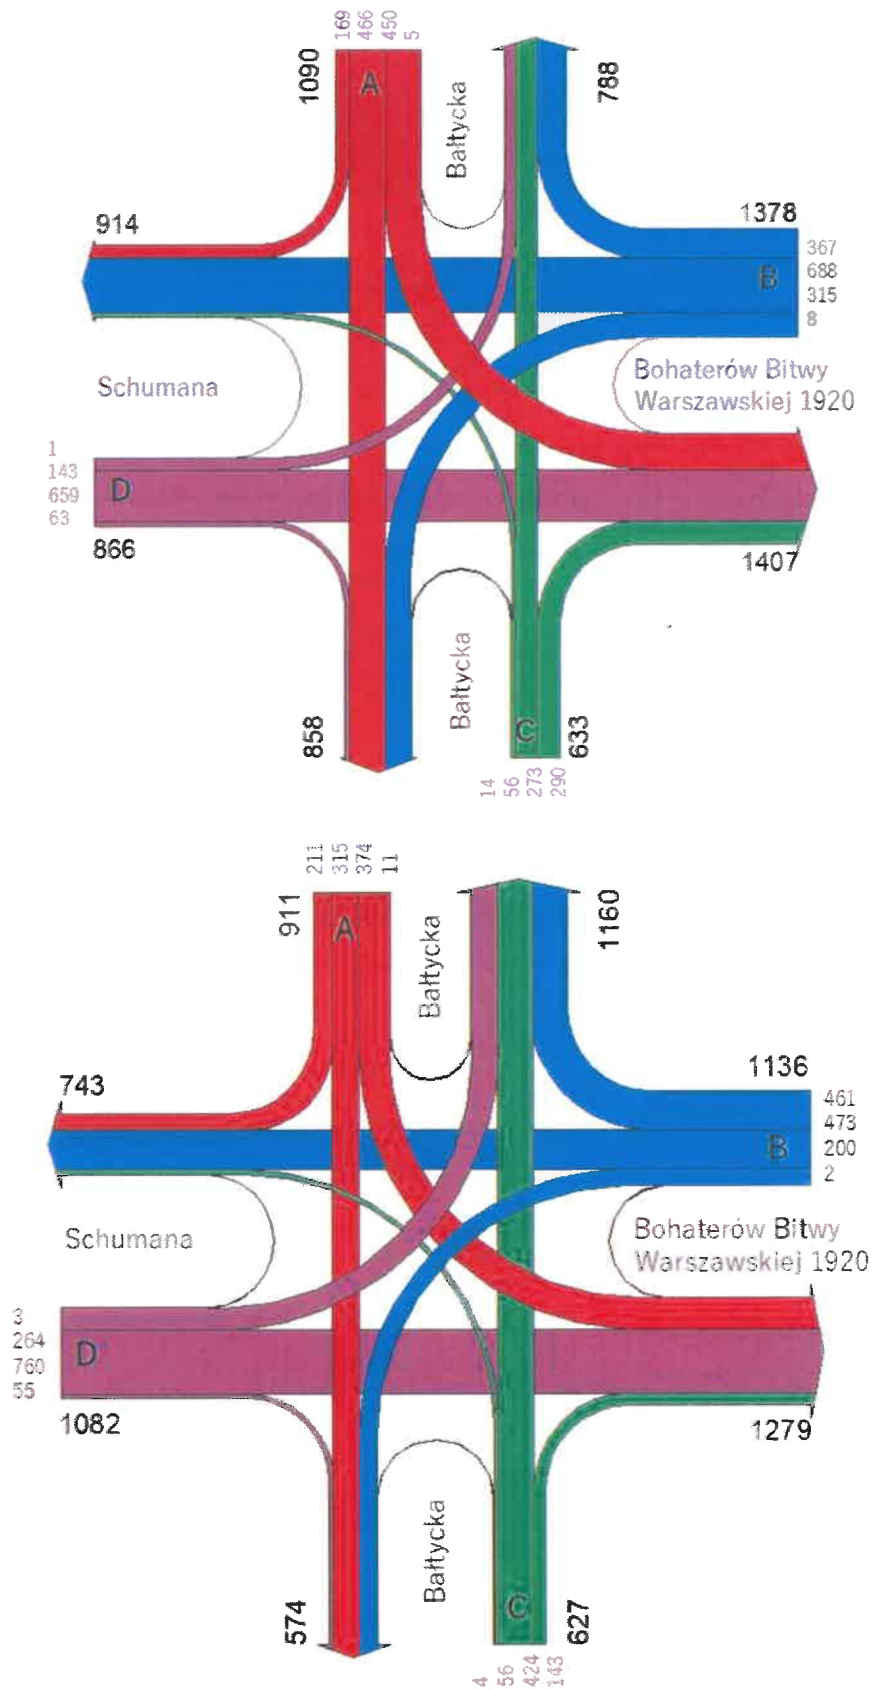 169
466
450
5
1090
A
Bałtycka
788
914
1378
367
688
315
8
B
Schumana
Bohaterów Bitwy
Warszawskiej 1920
1
143
659
63
D
866
1407
858
Bałtycka
C
633
14
56
273
290
211
315
374
11
911
A
Bałtycka
1160
743
1136
461
473
200
2
B
Schumana
Bohaterów Bitwy
Warszawskiej 1920
3
264
760
55
D
1082
1279
574
Bałtycka
C
627
4
56
424
143